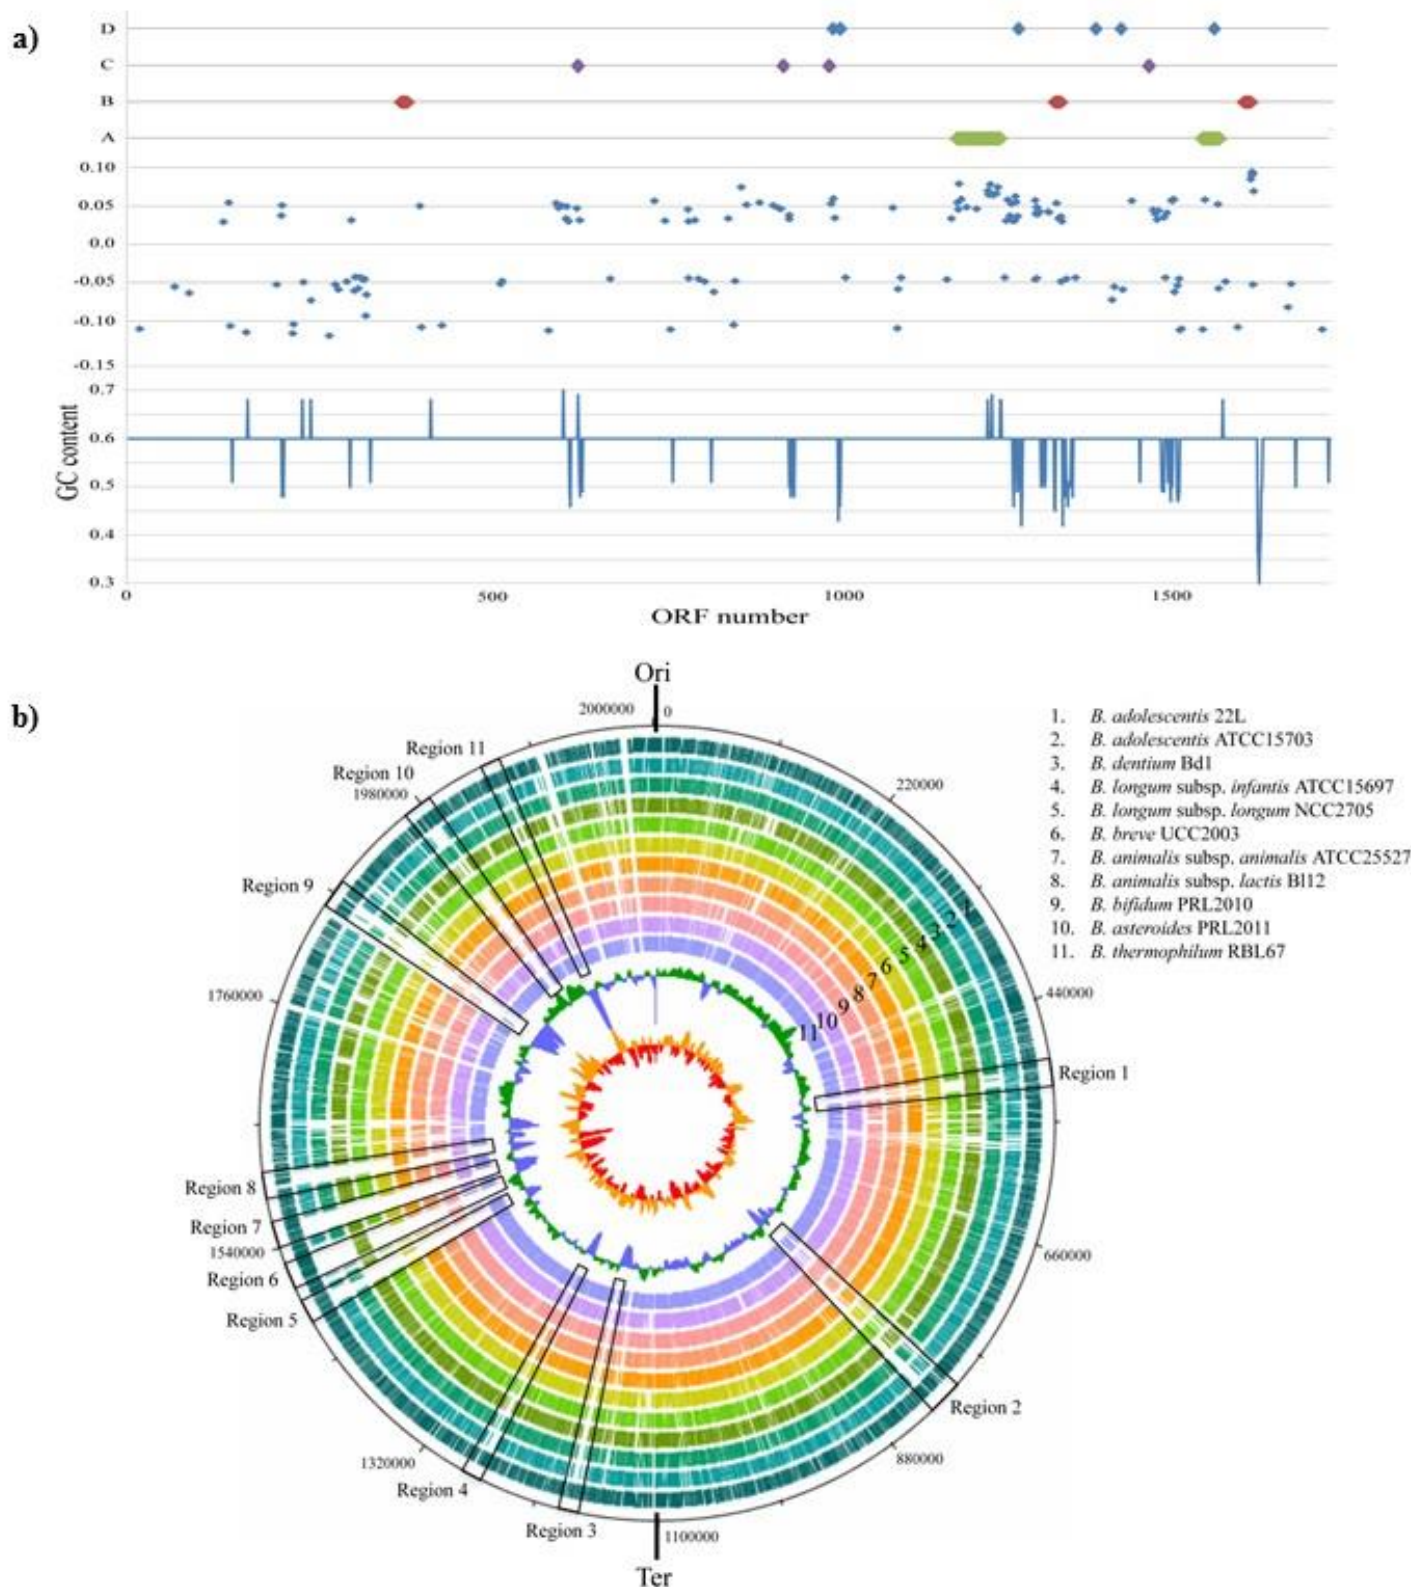 a)
D
C
B
A
0.10
0.05
0.0
-0.05
-0.10
-0.15
0.7
0.6
0.5
0.4
0.3
GC content
0 500 1000 1500
ORF number
b)
Ori
2000000 0
Region 11
Region 10
1980000
220000
Region 9
1760000
440000
1 2 3 4 5 6 7 8 9 10 11
Region 1
Region 8
Region 7
1540000
Region 6
Region 5
660000
Region 2
880000
1320000
Region 4
Region 3
1100000
Ter
1. B. adolescentis 22L
2. B. adolescentis ATCC15703
3. B. dentium Bd1
4. B. longum subsp. infantis ATCC15697
5. B. longum subsp. longum NCC2705
6. B. breve UCC2003
7. B. animalis subsp. animalis ATCC25527
8. B. animalis subsp. lactis Bl12
9. B. bifidum PRL2010
10. B. asteroides PRL2011
11. B. thermophilum RBL67